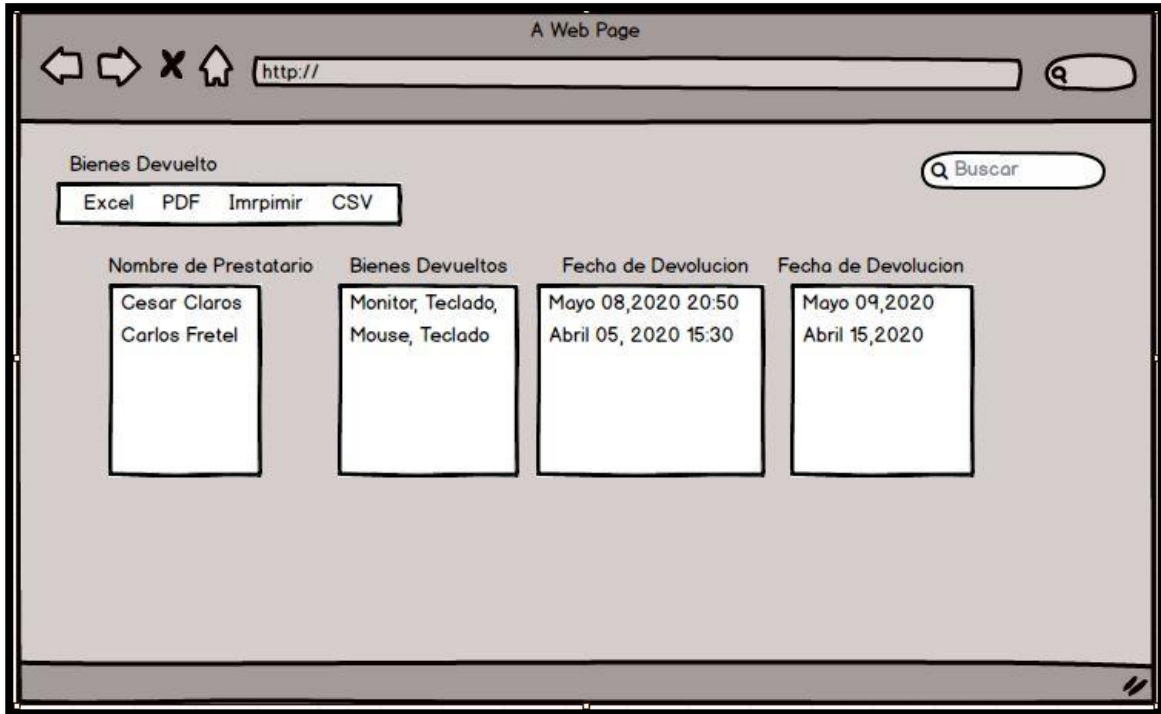 A Web Page
http://
Bienes Devuelto
Buscar
Excel PDF Imrpimir CSV
Nombre de Prestatario Bienes Devueltos Fecha de Devolucion Fecha de Devolucion
Cesar Claros Monitor, Teclado, Mayo 08,2020 20:50 Mayo 09,2020
Carlos Fretel Mouse, Teclado Abril 05, 2020 15:30 Abril 15,2020